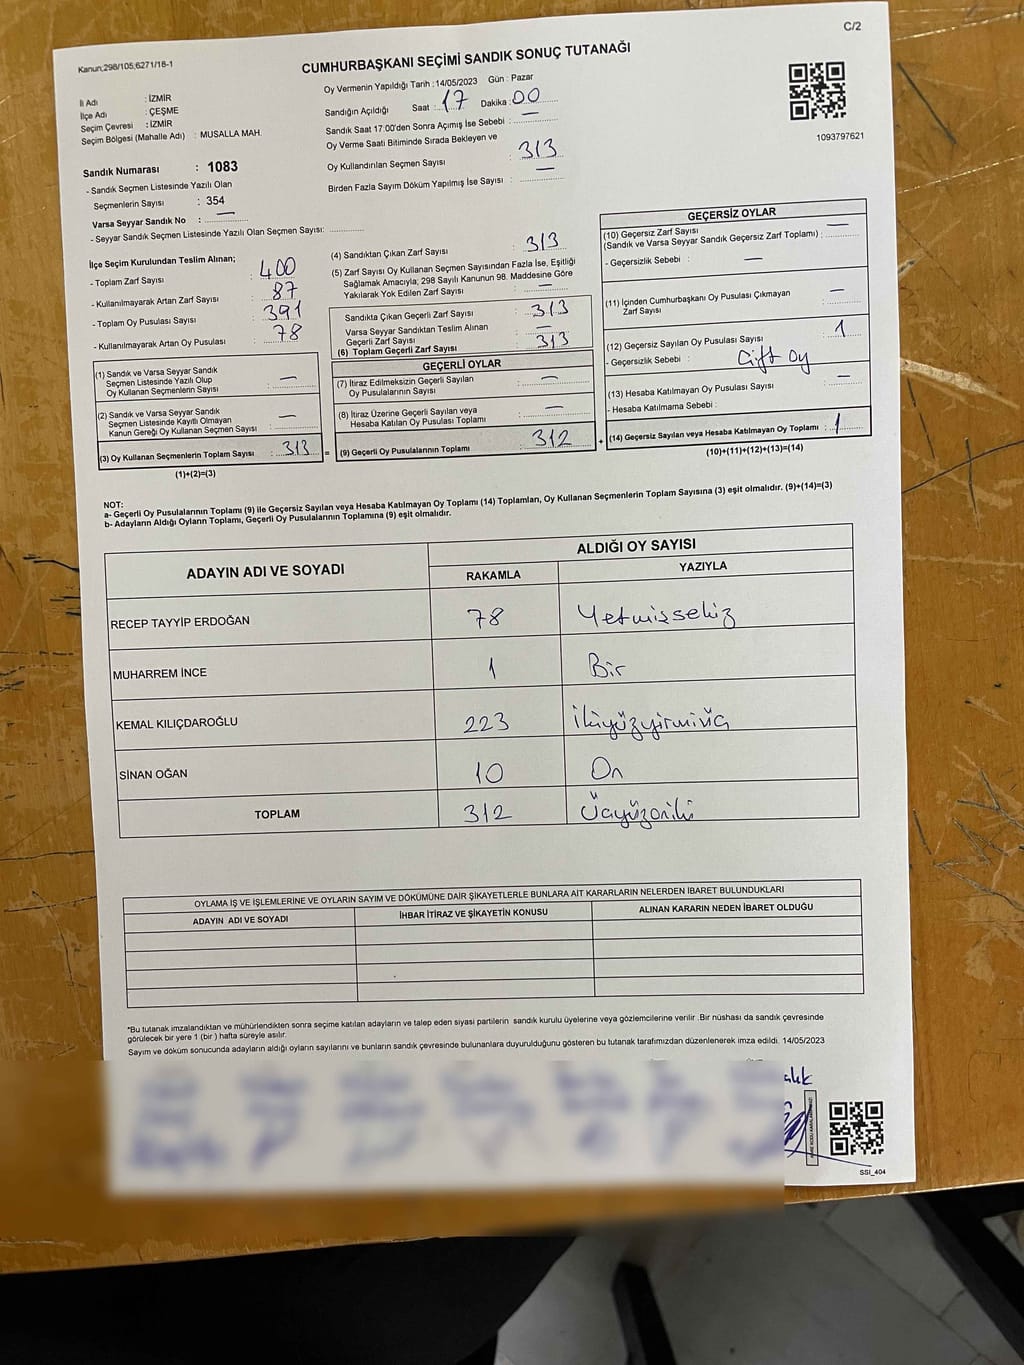 C/2
Kanun;298/105;6271/18-1
CUMHURBAŞKANI SEÇİMİ SANDIK SONUÇ TUTANAĞI
İl Adı : İZMİR
İlçe Adı : ÇEŞME
Seçim Çevresi : İZMİR
Seçim Bölgesi (Mahalle Adı) : MUSALLA MAH.
Sandık Numarası : 1083
- Sandık Seçmen Listesinde Yazılı Olan
Seçmenlerin Sayısı : 354
Varsa Seyyar Sandık No : —
- Seyyar Sandık Seçmen Listesinde Yazılı Olan Seçmen Sayısı:
Oy Vermenin Yapıldığı Tarih : 14/05/2023 Gün : Pazar
Sandığın Açıldığı Saat : 17 Dakika : 00
Sandık Saat 17:00'den Sonra Açımış İse Sebebi : —
Oy Verme Saati Bitiminde Sırada Bekleyen ve
Oy Kullandırılan Seçmen Sayısı : 313
Birden Fazla Sayım Döküm Yapılmış İse Sayısı : —
1093797621
İlçe Seçim Kurulundan Teslim Alınan;
- Toplam Zarf Sayısı : 400
- Kullanılmayarak Artan Zarf Sayısı : 87
- Toplam Oy Pusulası Sayısı : 391
- Kullanılmayarak Artan Oy Pusulası : 78
(1) Sandık ve Varsa Seyyar Sandık
Seçmen Listesinde Yazılı Olup
Oy Kullanan Seçmenlerin Sayısı : —
(2) Sandık ve Varsa Seyyar Sandık
Seçmen Listesinde Kayıtlı Olmayan
Kanun Gereği Oy Kullanan Seçmen Sayısı : —
(3) Oy Kullanan Seçmenlerin Toplam Sayısı : 313
(1)+(2)=(3)
(4) Sandıktan Çıkan Zarf Sayısı : 313
(5) Zarf Sayısı Oy Kullanan Seçmen Sayısından Fazla İse, Eşitliği
Sağlamak Amacıyla; 298 Sayılı Kanunun 98. Maddesine Göre
Yakılarak Yok Edilen Zarf Sayısı : —
Sandıkta Çıkan Geçerli Zarf Sayısı : 313
Varsa Seyyar Sandıktan Teslim Alınan
Geçerli Zarf Sayısı : —
(6) Toplam Geçerli Zarf Sayısı : 313
GEÇERLİ OYLAR
(7) İtiraz Edilmeksizin Geçerli Sayılan
Oy Pusulalarının Sayısı : —
(8) İtiraz Üzerine Geçerli Sayılan veya
Hesaba Katılan Oy Pusulası Toplamı : —
= (9) Geçerli Oy Pusulalarının Toplamı : 312 +
GEÇERSİZ OYLAR
(10) Geçersiz Zarf Sayısı
(Sandık ve Varsa Seyyar Sandık Geçersiz Zarf Toplamı) : —
- Geçersizlik Sebebi : —
(11) İçinden Cumhurbaşkanı Oy Pusulası Çıkmayan
Zarf Sayısı : —
(12) Geçersiz Sayılan Oy Pusulası Sayısı : 1
- Geçersizlik Sebebi : Çift Oy
(13) Hesaba Katılmayan Oy Pusulası Sayısı : —
- Hesaba Katılmama Sebebi :
(14) Geçersiz Sayılan veya Hesaba Katılmayan Oy Toplamı : 1
(10)+(11)+(12)+(13)=(14)
NOT:
a- Geçerli Oy Pusulalarının Toplamı (9) ile Geçersiz Sayılan veya Hesaba Katılmayan Oy Toplamı (14) Toplamları, Oy Kullanan Seçmenlerin Toplam Sayısına (3) eşit olmalıdır. (9)+(14)=(3)
b- Adayların Aldığı Oyların Toplamı, Geçerli Oy Pusulalarının Toplamına (9) eşit olmalıdır.
ADAYIN ADI VE SOYADI ALDIĞI OY SAYISI
RAKAMLA YAZIYLA
RECEP TAYYİP ERDOĞAN 78 Yetmişsekiz
MUHARREM İNCE 1 Bir
KEMAL KILIÇDAROĞLU 223 İkiyüzyirmiüç
SİNAN OĞAN 10 On
TOPLAM 312 Üçyüzoniki
OYLAMA İŞ VE İŞLEMLERİNE VE OYLARIN SAYIM VE DÖKÜMÜNE DAİR ŞİKAYETLERLE BUNLARA AİT KARARLARIN NELERDEN İBARET BULUNDUKLARI
ADAYIN ADI VE SOYADI İHBAR İTİRAZ VE ŞİKAYETİN KONUSU ALINAN KARARIN NEDEN İBARET OLDUĞU
*Bu tutanak imzalandıktan ve mühürlendikten sonra seçime katılan adayların ve talep eden siyasi partilerin sandık kurulu üyelerine veya gözlemcilerine verilir .Bir nüshası da sandık çevresinde
görülecek bir yere 1 (bir ) hafta süreyle asılır.
Sayım ve döküm sonucunda adayların aldığı oyların sayılarını ve bunların sandık çevresinde bulunanlara duyurulduğunu gösteren bu tutanak tarafımızdan düzenlenerek imza edildi. 14/05/2023
SSI_404